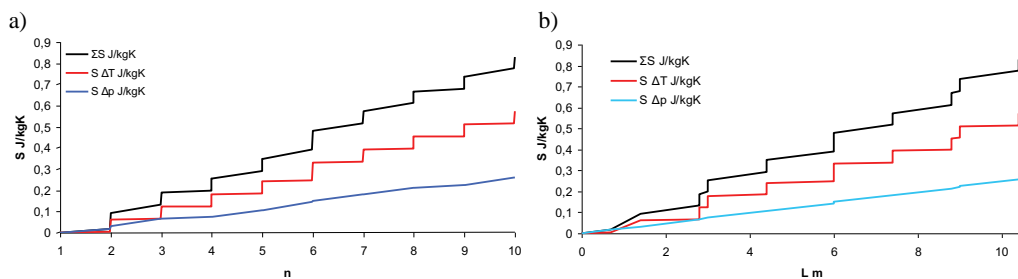 a)
S J/kgK
0,9
0,8
0,7
0,6
0,5
0,4
0,3
0,2
0,1
0
ΣS J/kgK
S ΔT J/kgK
S Δp J/kgK
1 2 3 4 5 6 7 8 9 10
n
b)
S J/kgK
0,9
0,8
0,7
0,6
0,5
0,4
0,3
0,2
0,1
0
ΣS J/kgK
S ΔT J/kgK
S Δp J/kgK
0 2 4 6 8 10
L m